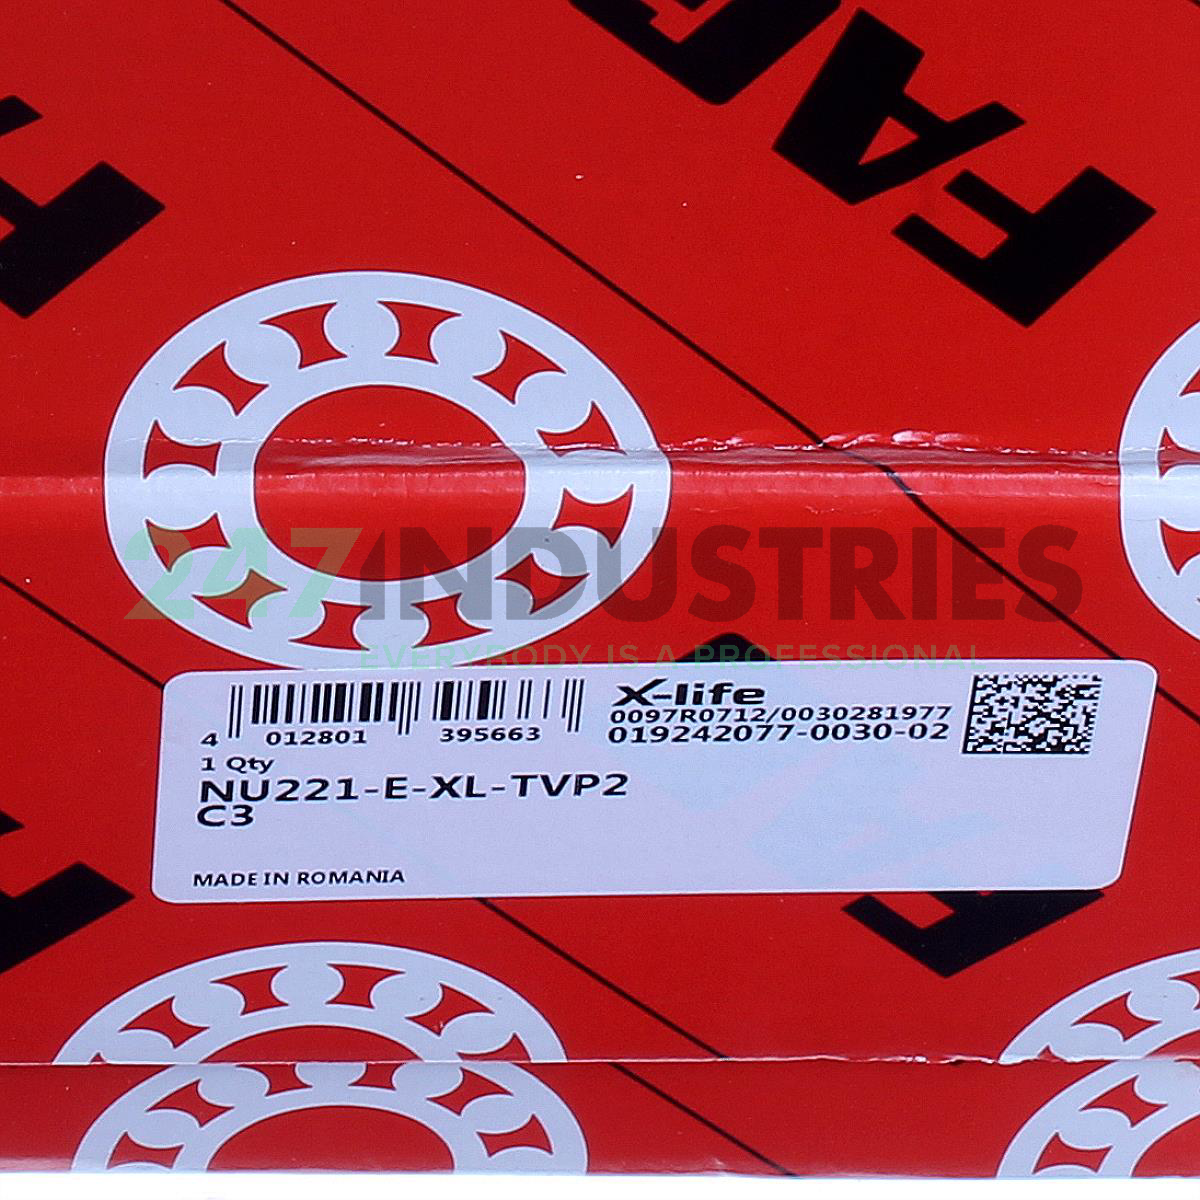 FAG
247INDUSTRIES
EVERYBODY IS A PROFESSIONAL
4 012801 395663
X-life
0097R0712/0030281977
019242077-0030-02
1 Qty
NU221-E-XL-TVP2
C3
MADE IN ROMANIA